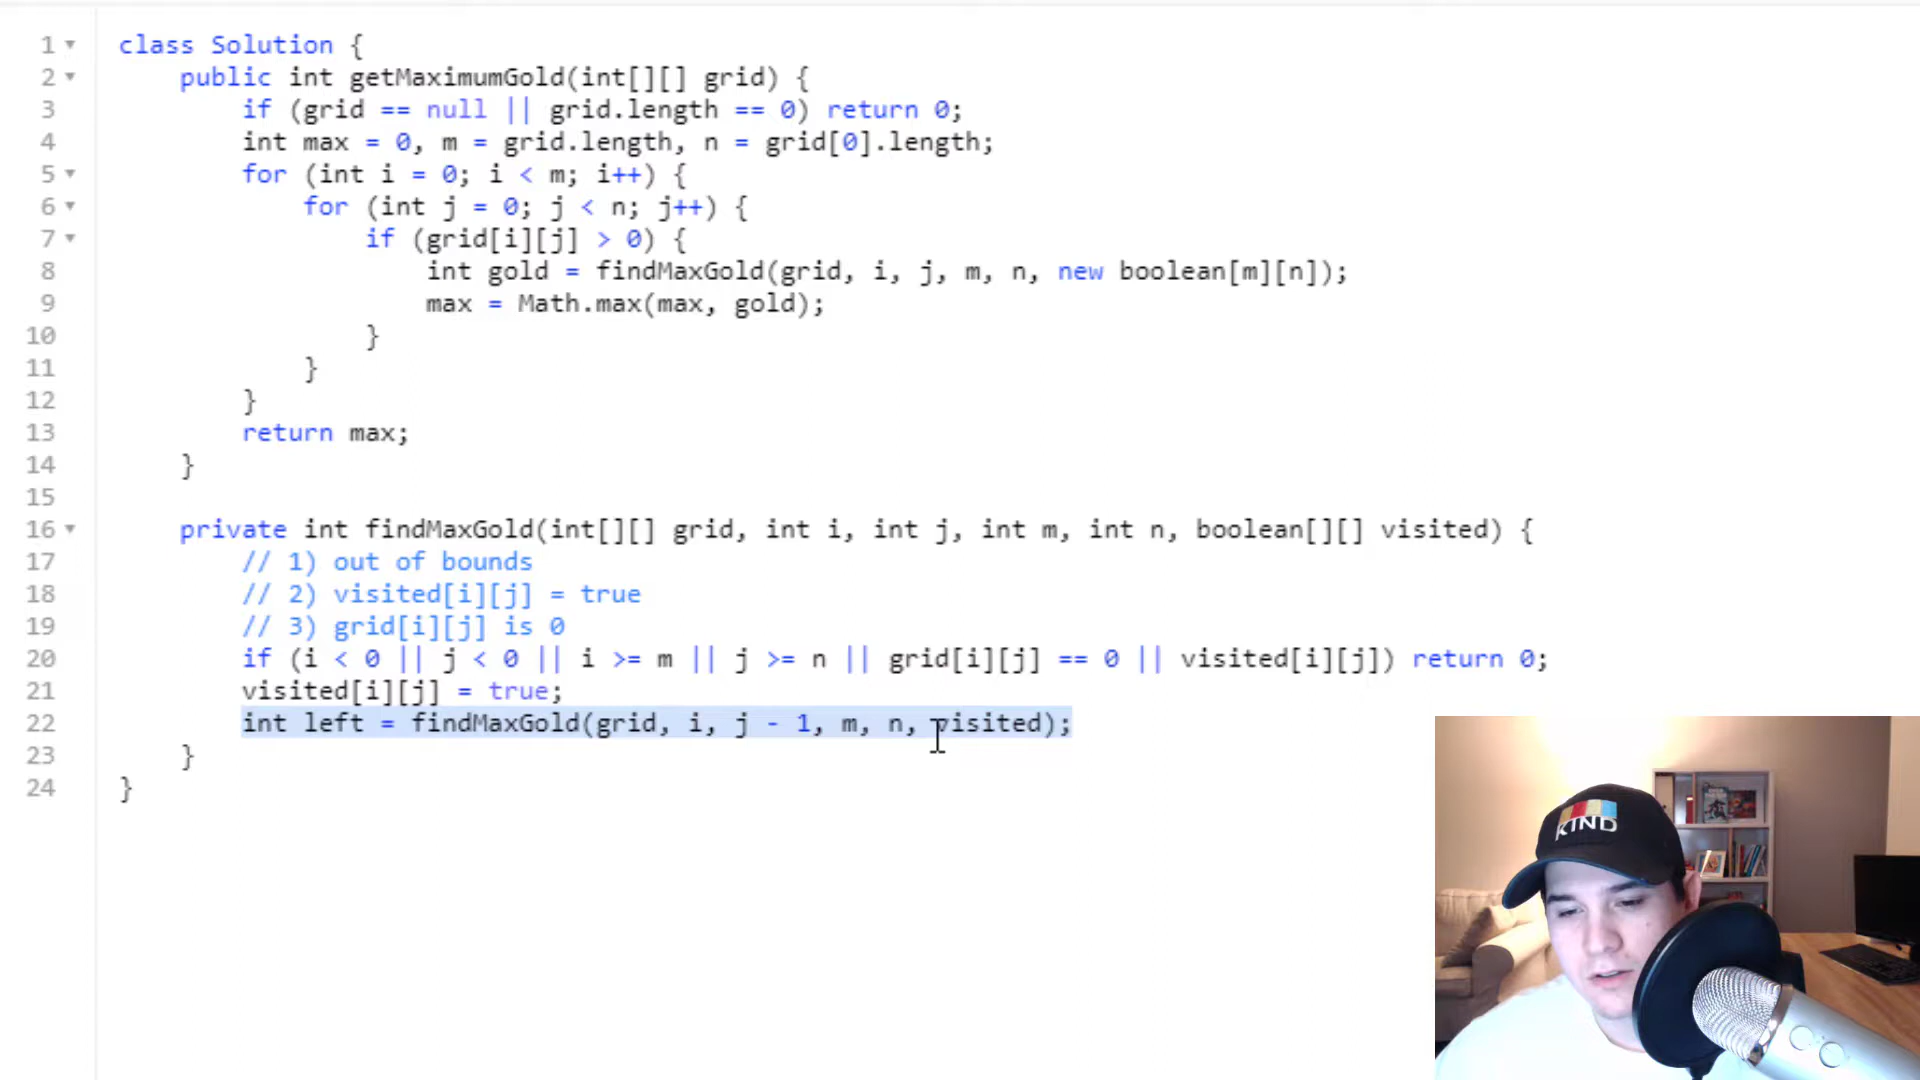 1 class Solution {
2 public int getMaximumGold(int[][] grid) {
3 if (grid == null || grid.length == 0) return 0;
4 int max = 0, m = grid.length, n = grid[0].length;
5 for (int i = 0; i < m; i++) {
6 for (int j = 0; j < n; j++) {
7 if (grid[i][j] > 0) {
8 int gold = findMaxGold(grid, i, j, m, n, new boolean[m][n]);
9 max = Math.max(max, gold);
10 }
11 }
12 }
13 return max;
14 }
15
16 private int findMaxGold(int[][] grid, int i, int j, int m, int n, boolean[][] visited) {
17 // 1) out of bounds
18 // 2) visited[i][j] = true
19 // 3) grid[i][j] is 0
20 if (i < 0 || j < 0 || i >= m || j >= n || grid[i][j] == 0 || visited[i][j]) return 0;
21 visited[i][j] = true;
22 int left = findMaxGold(grid, i, j - 1, m, n, visited);
23 }
24 }
KIND